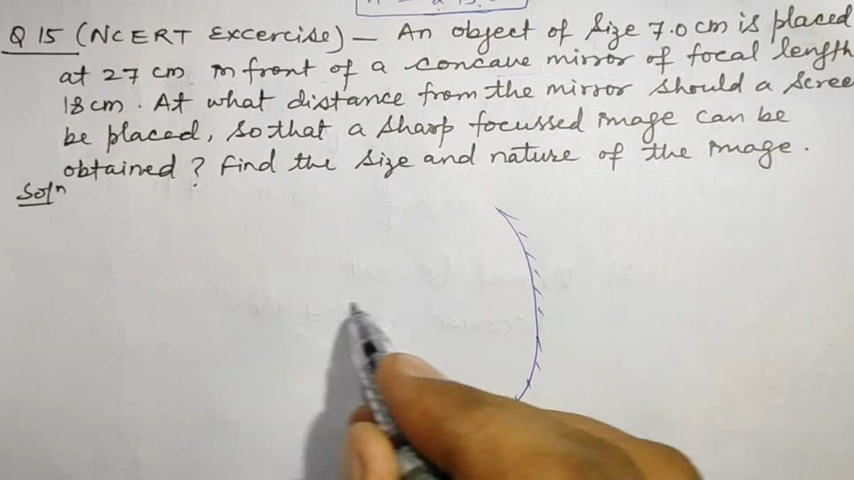 Q 15 (NCERT Excercise) — An object of size 7.0 cm is placed
at 27 cm in front of a concave mirror of focal length
18 cm. At what distance from the mirror should a scree
be placed, so that a sharp focussed image can be
obtained? Find the size and nature of the image.
Solⁿ